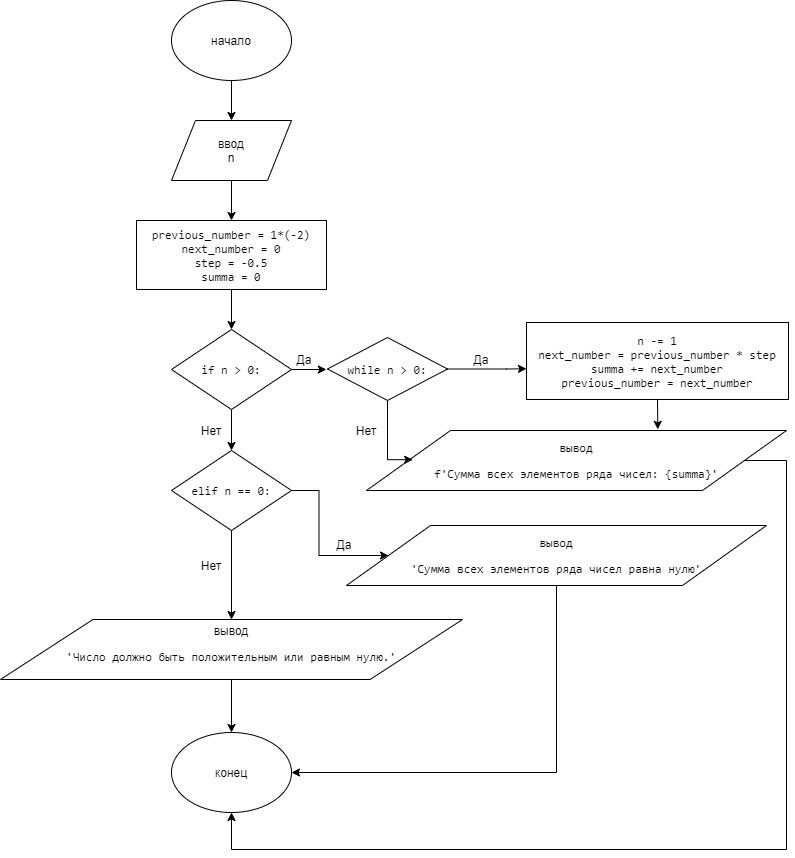 начало
ввод
n
previous_number = 1*(-2)
next_number = 0
step = -0.5
summa = 0
if n > 0:
Да
while n > 0:
Да
n -= 1
next_number = previous_number * step
summa += next_number
previous_number = next_number
Нет
Нет
вывод
f'Сумма всех элементов ряда чисел: {summa}'
elif n == 0:
Да
вывод
'Сумма всех элементов ряда чисел равна нулю'
Нет
вывод
'Число должно быть положительным или равным нулю.'
конец